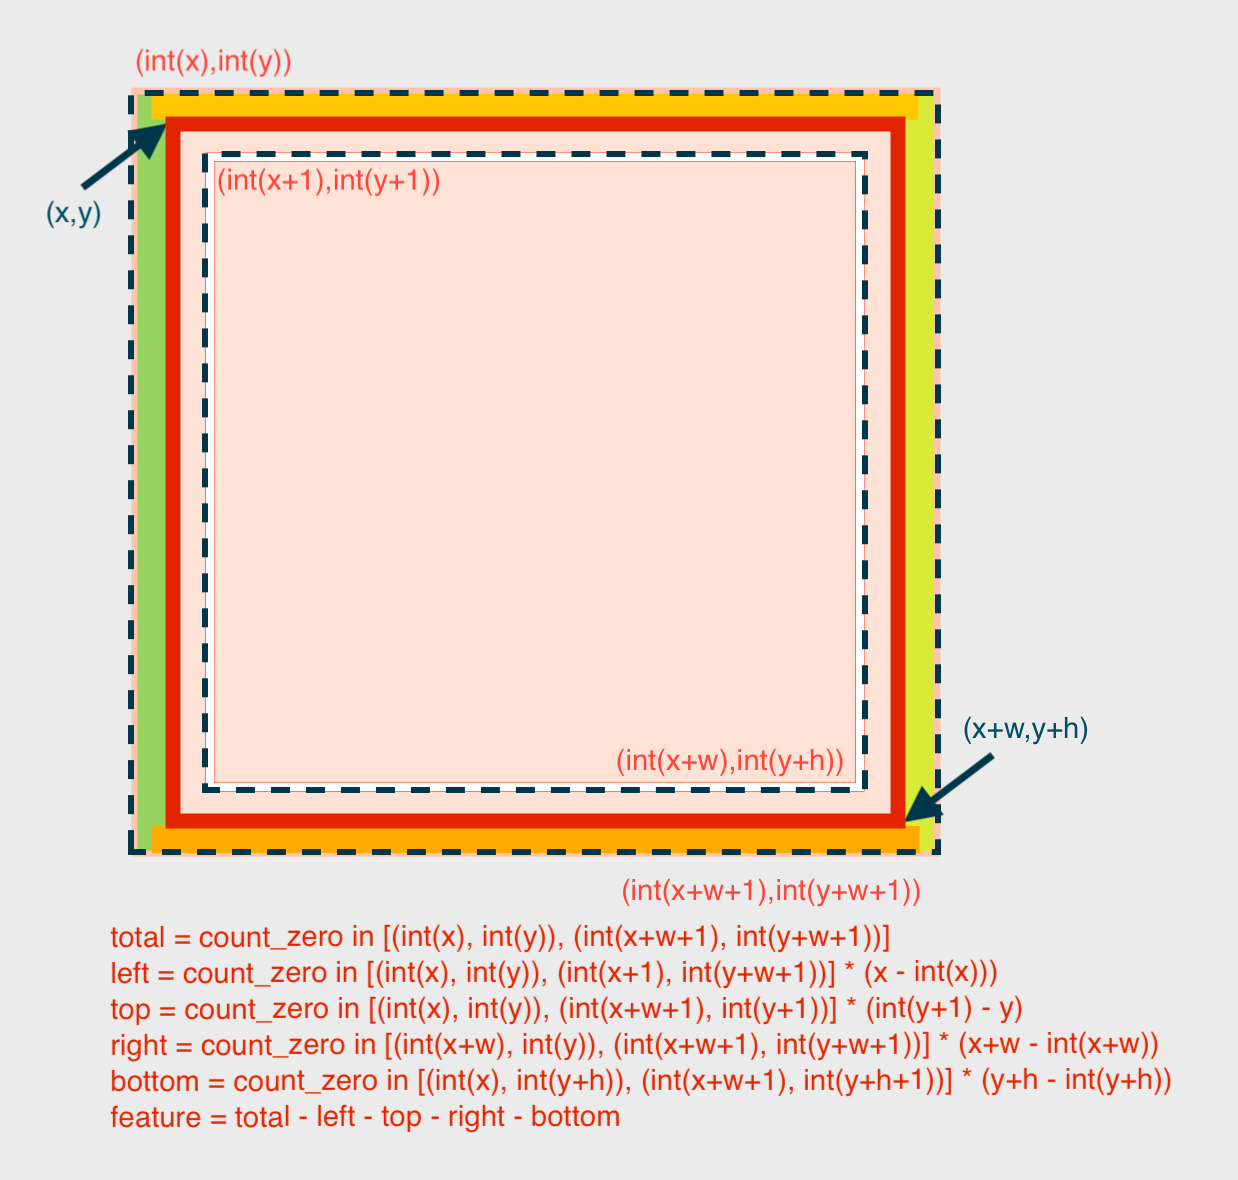 (int(x),int(y))
(x,y)
(int(x+1),int(y+1))
(x+w,y+h)
(int(x+w),int(y+h))
(int(x+w+1),int(y+w+1))
total = count_zero in [(int(x), int(y)), (int(x+w+1), int(y+w+1))]
left = count_zero in [(int(x), int(y)), (int(x+1), int(y+w+1))] * (x - int(x)))
top = count_zero in [(int(x), int(y)), (int(x+w+1), int(y+1))] * (int(y+1) - y)
right = count_zero in [(int(x+w), int(y)), (int(x+w+1), int(y+w+1))] * (x+w - int(x+w))
bottom = count_zero in [(int(x), int(y+h)), (int(x+w+1), int(y+h+1))] * (y+h - int(y+h))
feature = total - left - top - right - bottom